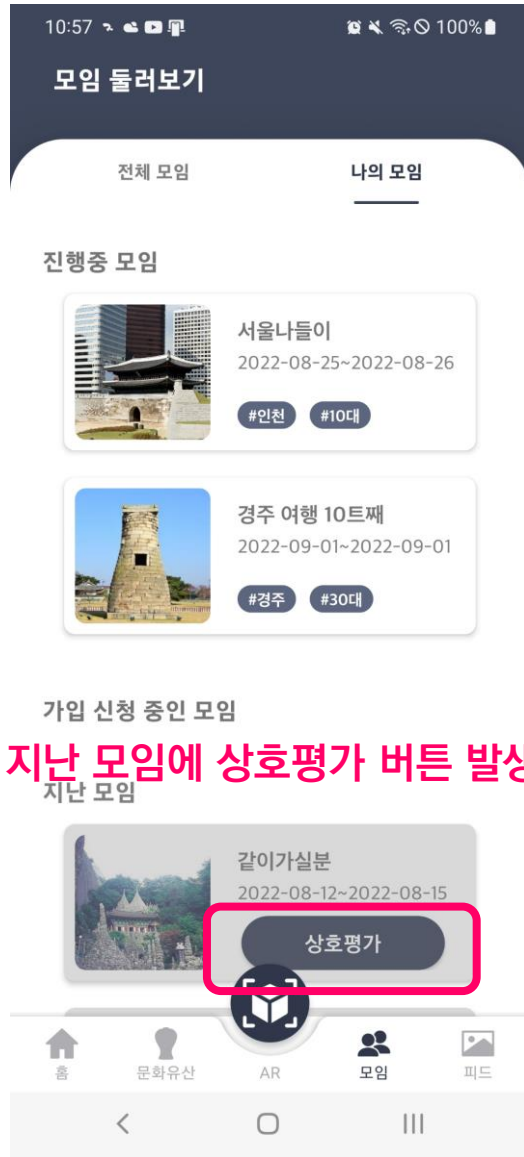 10:57
100%
모임 둘러보기
전체 모임
나의 모임
진행중 모임
서울나들이
2022-08-25~2022-08-26
#인천 #10대
경주 여행 10트째
2022-09-01~2022-09-01
#경주 #30대
가입 신청 중인 모임
지난 모임에 상호평가 버튼 발생
지난 모임
같이가실분
2022-08-12~2022-08-15
상호평가
홈
문화유산
AR
모임
피드